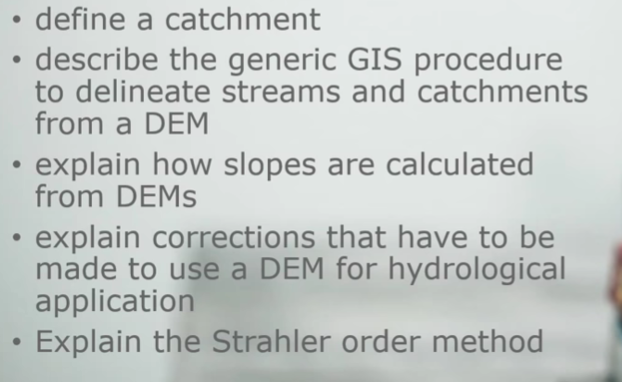 • define a catchment
• describe the generic GIS procedure
to delineate streams and catchments
from a DEM
• explain how slopes are calculated
from DEMs
• explain corrections that have to be
made to use a DEM for hydrological
application
• Explain the Strahler order method